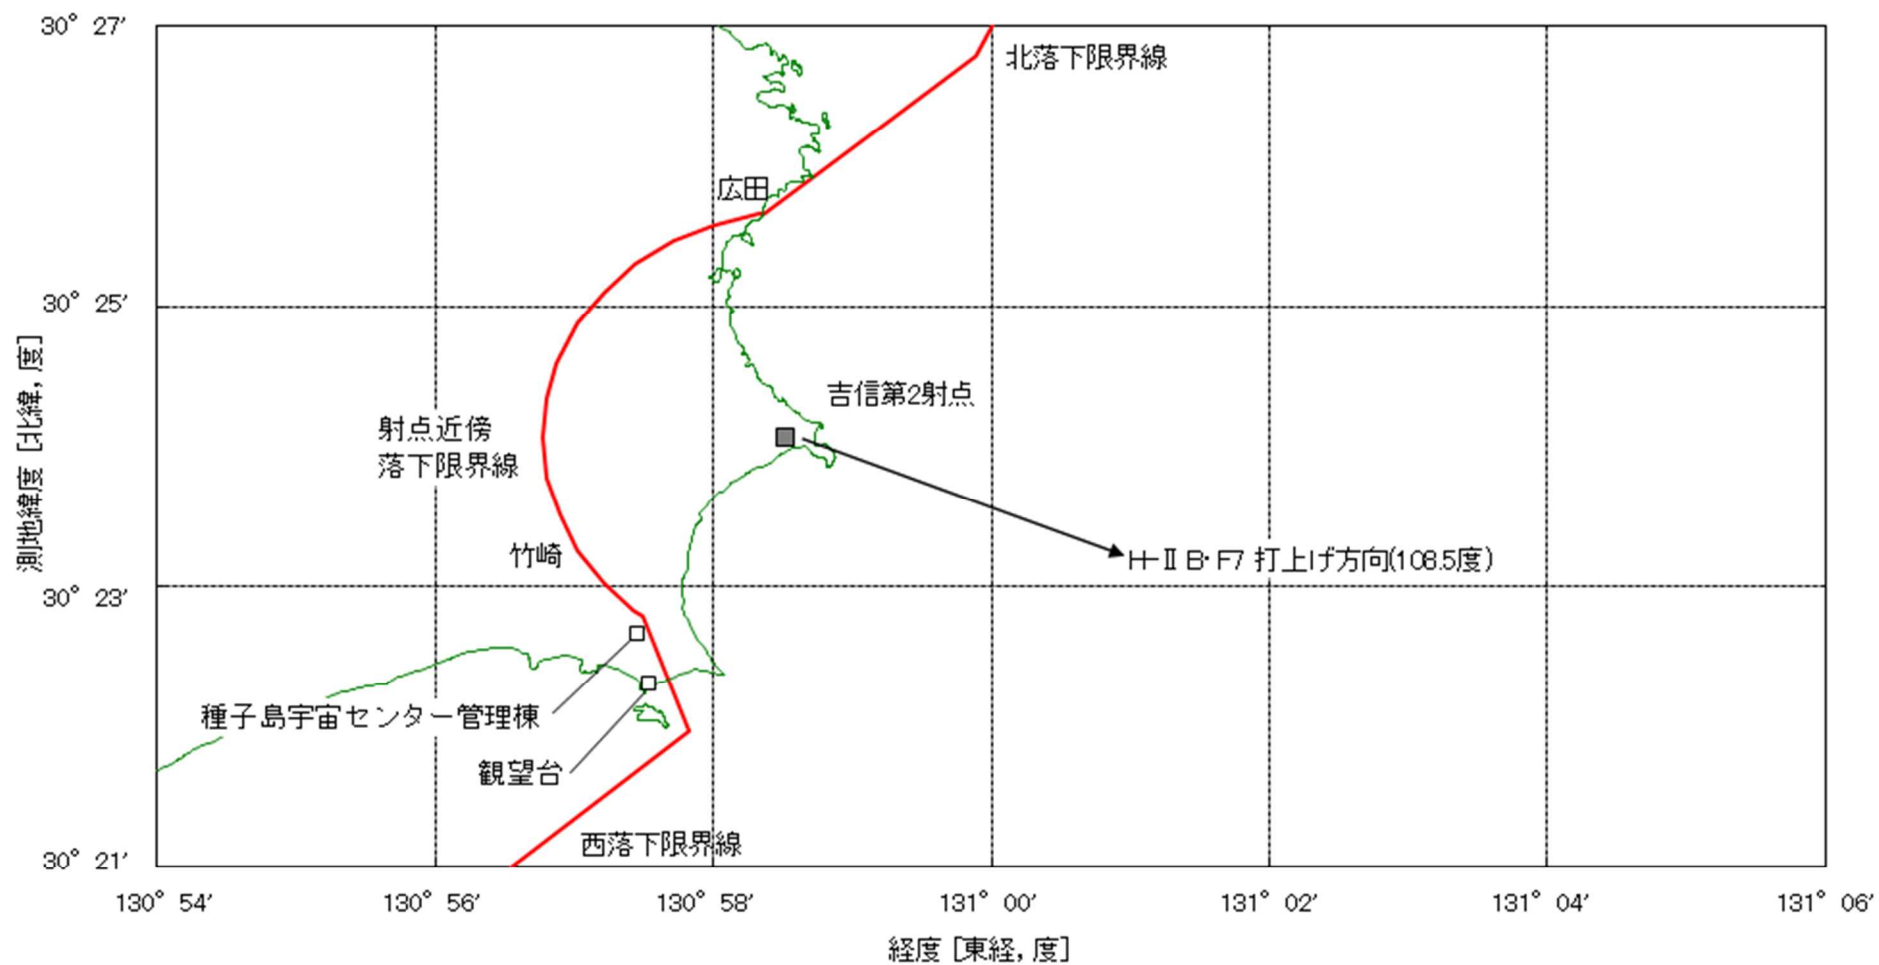 30° 27′
北落下限界線
広田
30° 25′
測地緯度 [北緯, 度]
吉信第2射点
射点近傍
落下限界線
竹崎
H-ⅡB・F7 打上げ方向(108.5度)
30° 23′
種子島宇宙センター管理棟
観望台
西落下限界線
30° 21′
130° 54′ 130° 56′ 130° 58′ 131° 00′ 131° 02′ 131° 04′ 131° 06′
経度 [東経, 度]